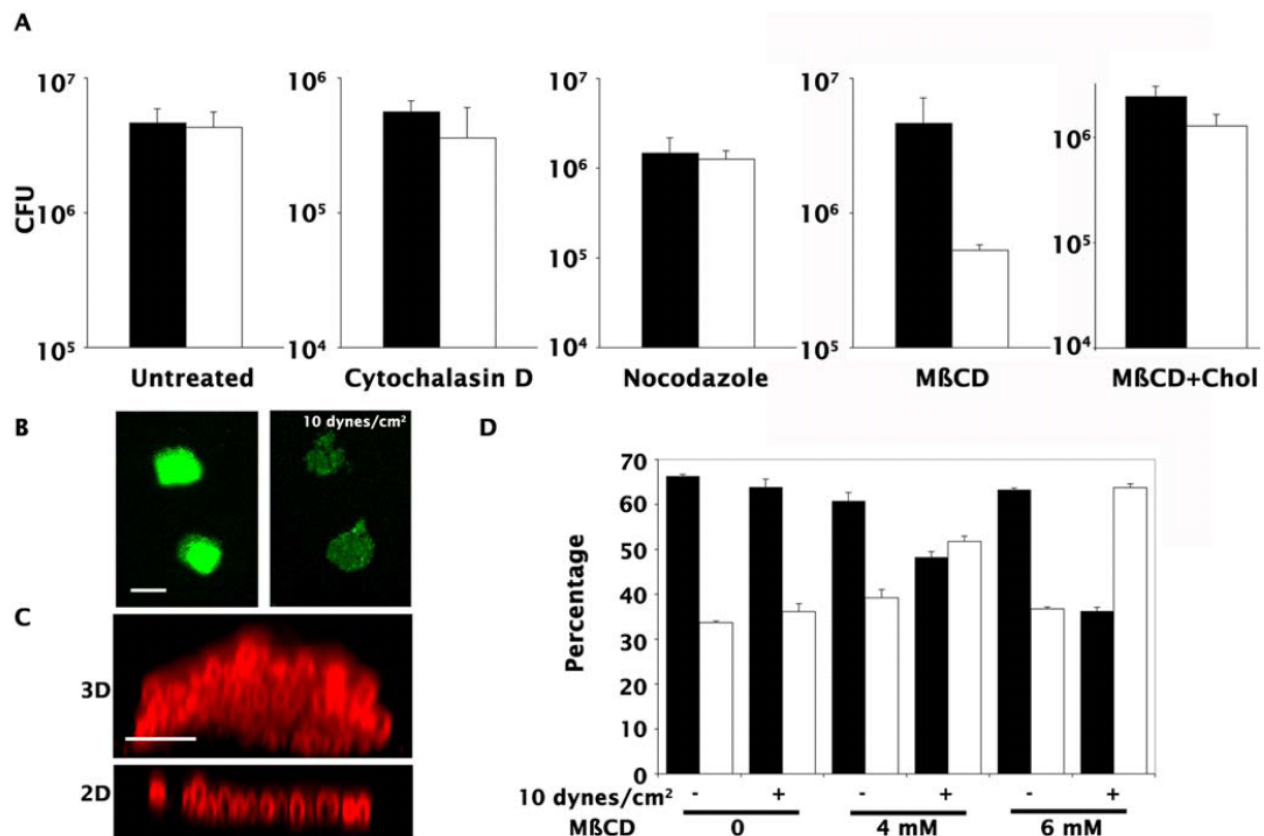 A
CFU
10⁷
10⁶
10⁵
Untreated
10⁶
10⁵
10⁴
Cytochalasin D
10⁷
10⁶
10⁵
10⁴
Nocodazole
10⁷
10⁶
10⁵
MßCD
10⁶
10⁵
10⁴
MßCD+Chol
B
10 dynes/cm²
C
3D
2D
D
Percentage
70
60
50
40
30
20
10
0
10 dynes/cm² - + - + - +
MßCD 0 4 mM 6 mM